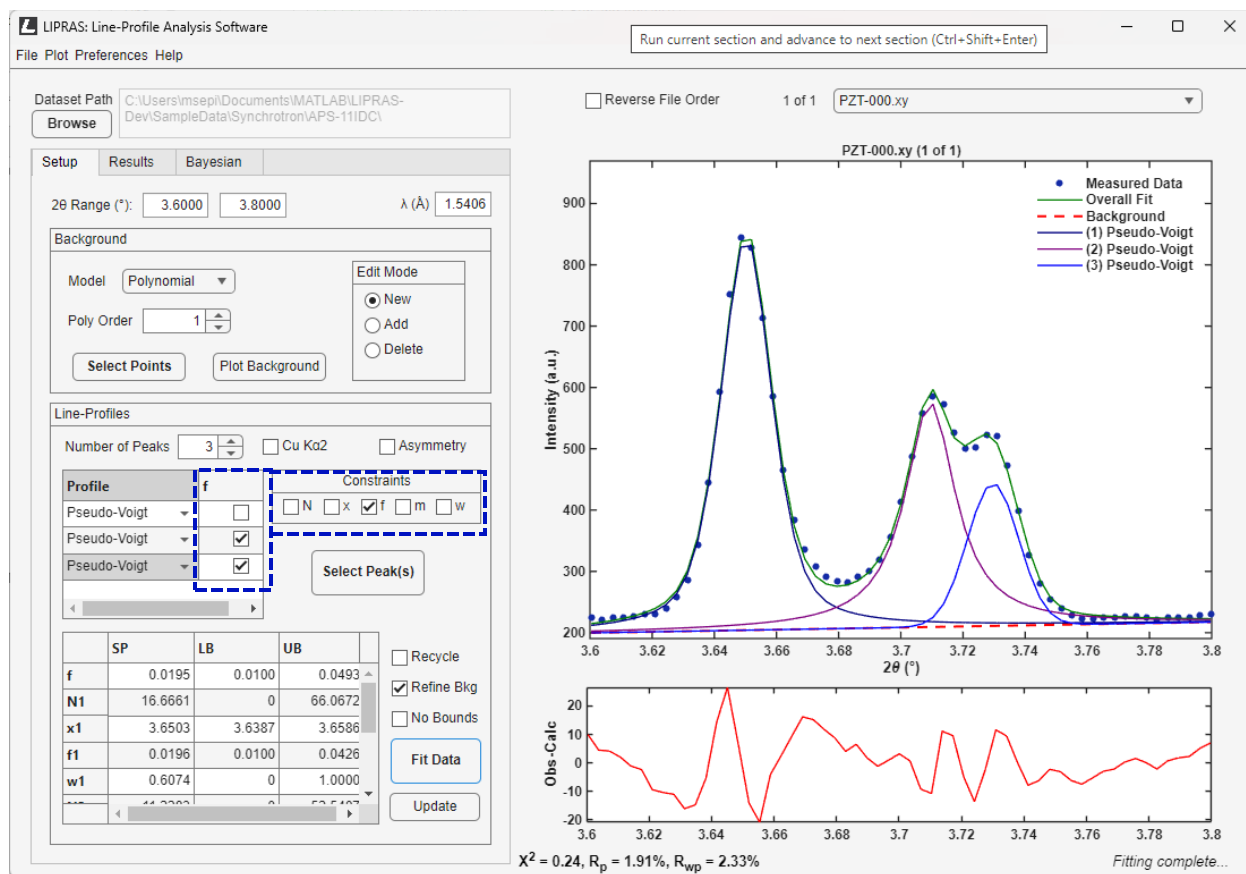 LIPRAS: Line-Profile Analysis Software
Run current section and advance to next section (Ctrl+Shift+Enter)
File Plot Preferences Help
Dataset Path
C:\Users\msepi\Documents\MATLAB\LIPRAS-
Dev\SampleData\Synchrotron\APS-11IDC\
Browse
Reverse File Order
1 of 1
PZT-000.xy
Setup Results Bayesian
2θ Range (°): 3.6000 3.8000 λ (Å) 1.5406
Background
Model Polynomial
Poly Order 1
Edit Mode
New
Add
Delete
Select Points Plot Background
Line-Profiles
Number of Peaks 3 Cu Kα2 Asymmetry
Profile f
Pseudo-Voigt
Pseudo-Voigt
Pseudo-Voigt
Constraints
N x f m w
Select Peak(s)
SP LB UB
f 0.0195 0.0100 0.0493
N1 16.6661 0 66.0672
x1 3.6503 3.6387 3.6586
f1 0.0196 0.0100 0.0426
w1 0.6074 0 1.0000
Recycle
Refine Bkg
No Bounds
Fit Data
Update
PZT-000.xy (1 of 1)
Measured Data
Overall Fit
Background
(1) Pseudo-Voigt
(2) Pseudo-Voigt
(3) Pseudo-Voigt
Intensity (a.u.)
900
800
700
600
500
400
300
200
3.6 3.62 3.64 3.66 3.68 3.7 3.72 3.74 3.76 3.78 3.8
2θ (°)
Obs-Calc
20
10
0
-10
-20
3.6 3.62 3.64 3.66 3.68 3.7 3.72 3.74 3.76 3.78 3.8
X² = 0.24, Rp = 1.91%, Rwp = 2.33%
Fitting complete...